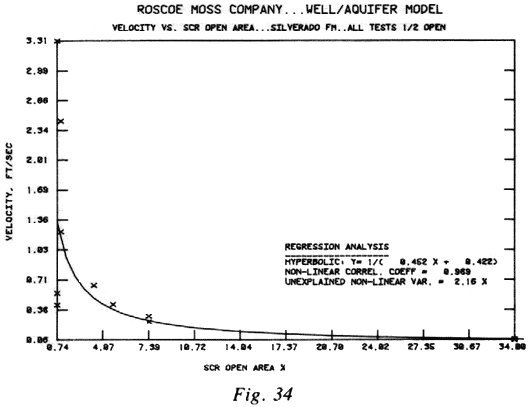 ROSCOE MOSS COMPANY...WELL/AQUIFER MODEL
VELOCITY VS. SCR OPEN AREA...SILVERADO FM..ALL TESTS 1/2 OPEN
3.31
2.99
2.66
2.34
2.01
1.69
1.36
1.03
0.71
0.38
0.06
VELOCITY, FT/SEC
REGRESSION ANALYSIS
HYPERBOLIC: Y= 1/( 0.452 X + 0.422)
NON-LINEAR CORREL. COEFF = 0.989
UNEXPLAINED NON-LINEAR VAR. = 2.16 %
0.74 4.07 7.39 10.72 14.04 17.37 20.70 24.02 27.35 30.67 34.00
SCR OPEN AREA %
Fig. 34